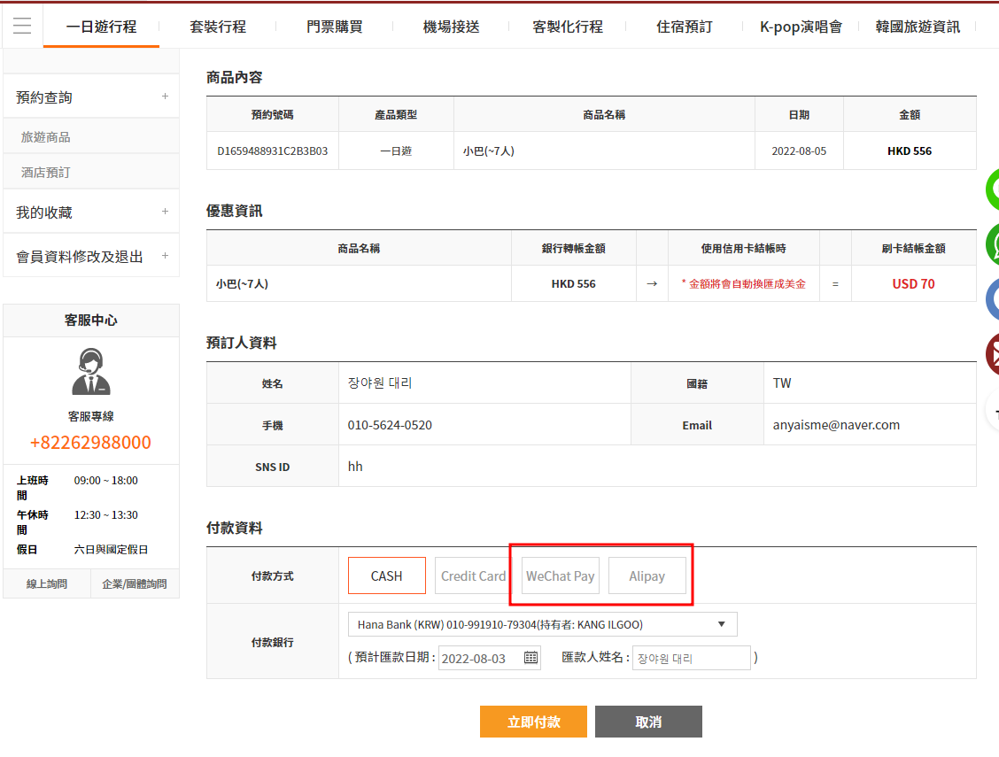 一日遊行程 套裝行程 門票購買 機場接送 客製化行程 住宿預訂 K-pop演唱會 韓國旅遊資訊
預約查詢 +
旅遊商品
酒店預訂
我的收藏 +
會員資料修改及退出 +
客服中心
客服專線
+82262988000
上班時間 09:00 ~ 18:00
午休時間 12:30 ~ 13:30
假日 六日與國定假日
線上詢問 企業/團體詢問
商品內容
預約號碼 產品類型 商品名稱 日期 金額
D1659488931C2B3B03 一日遊 小巴(~7人) 2022-08-05 HKD 556
優惠資訊
商品名稱 銀行轉帳金額 使用信用卡結帳時 刷卡結帳金額
小巴(~7人) HKD 556 → * 金額將會自動換匯成美金 = USD 70
預訂人資料
姓名 장야원 대리 國籍 TW
手機 010-5624-0520 Email anyaisme@naver.com
SNS ID hh
付款資料
付款方式 CASH Credit Card WeChat Pay Alipay
付款銀行 Hana Bank (KRW) 010-991910-79304(持有者: KANG ILGOO)
( 預計匯款日期 : 2022-08-03 匯款人姓名 : 장야원 대리 )
立即付款 取消